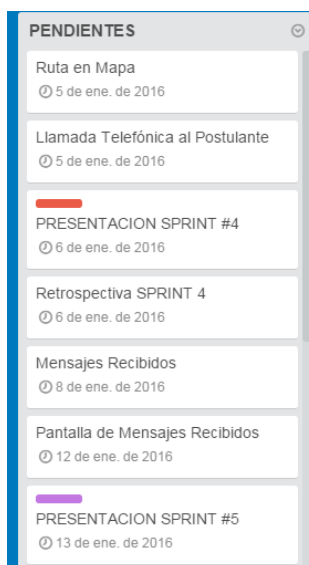 PENDIENTES
Ruta en Mapa
5 de ene. de 2016
Llamada Telefónica al Postulante
5 de ene. de 2016
PRESENTACION SPRINT #4
6 de ene. de 2016
Retrospectiva SPRINT 4
6 de ene. de 2016
Mensajes Recibidos
8 de ene. de 2016
Pantalla de Mensajes Recibidos
12 de ene. de 2016
PRESENTACION SPRINT #5
13 de ene. de 2016